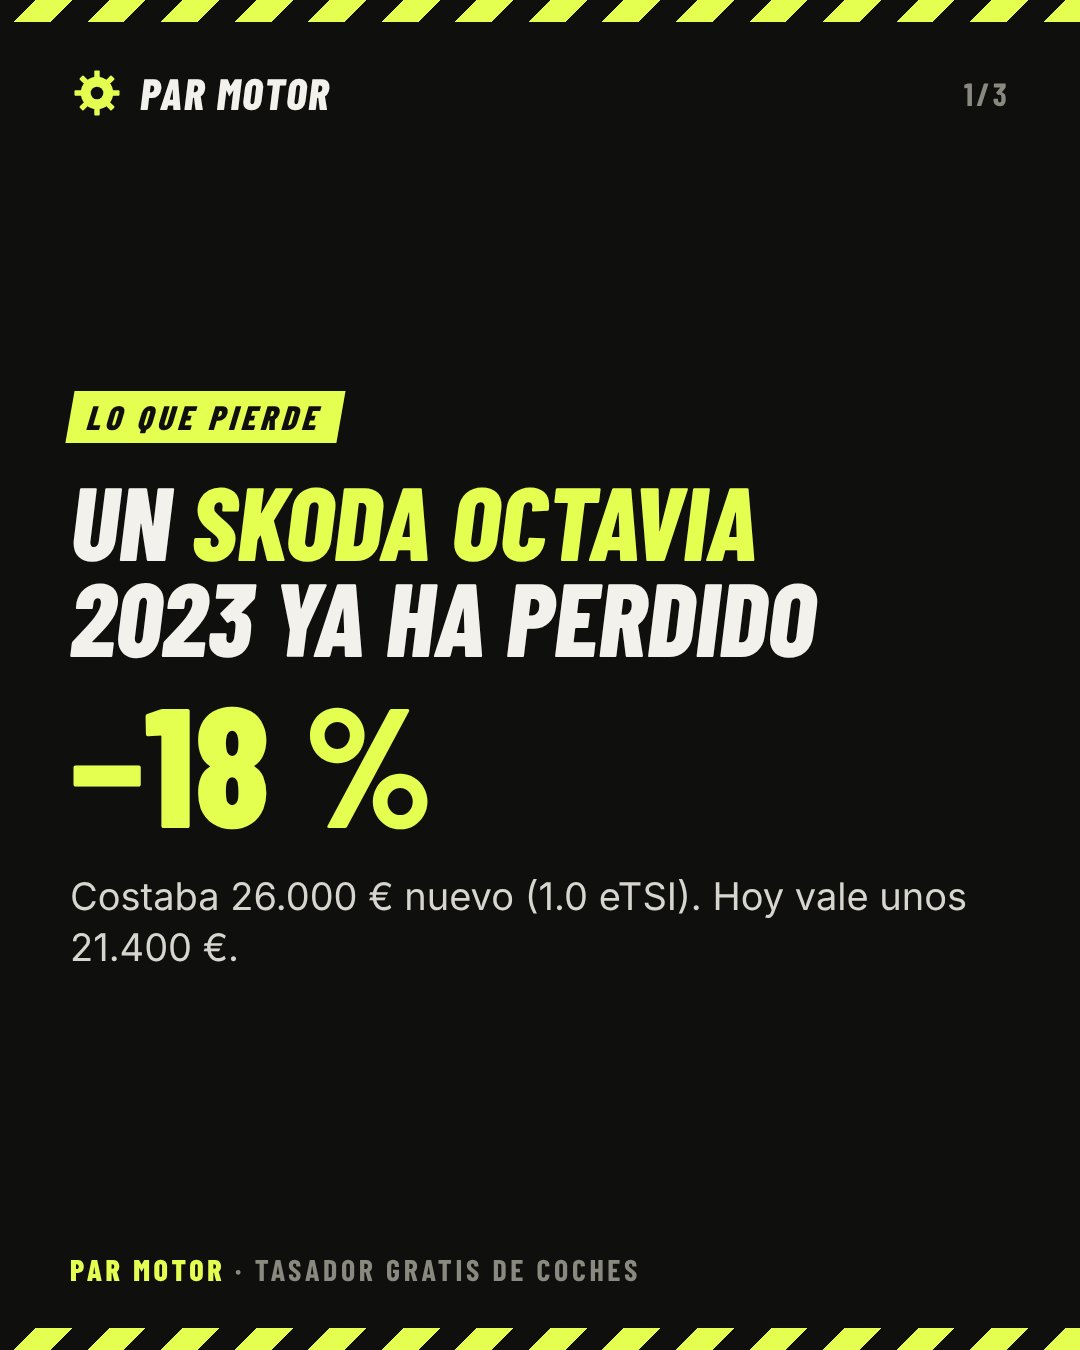 PAR MOTOR
1/3
LO QUE PIERDE
UN SKODA OCTAVIA
2023 YA HA PERDIDO
–18 %
Costaba 26.000 € nuevo (1.0 eTSI). Hoy vale unos
21.400 €.
PAR MOTOR · TASADOR GRATIS DE COCHES